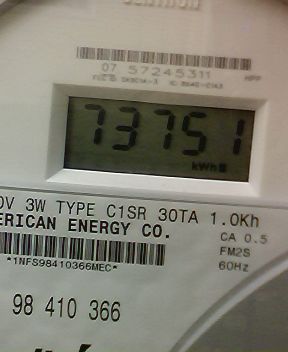 07 57245311
HPP
73751
kWh
0V 3W TYPE C1SR 30TA 1.0Kh
ERICAN ENERGY CO.
CA 0.5
FM2S
60Hz
*1NFS98410366MEC*
98 410 366